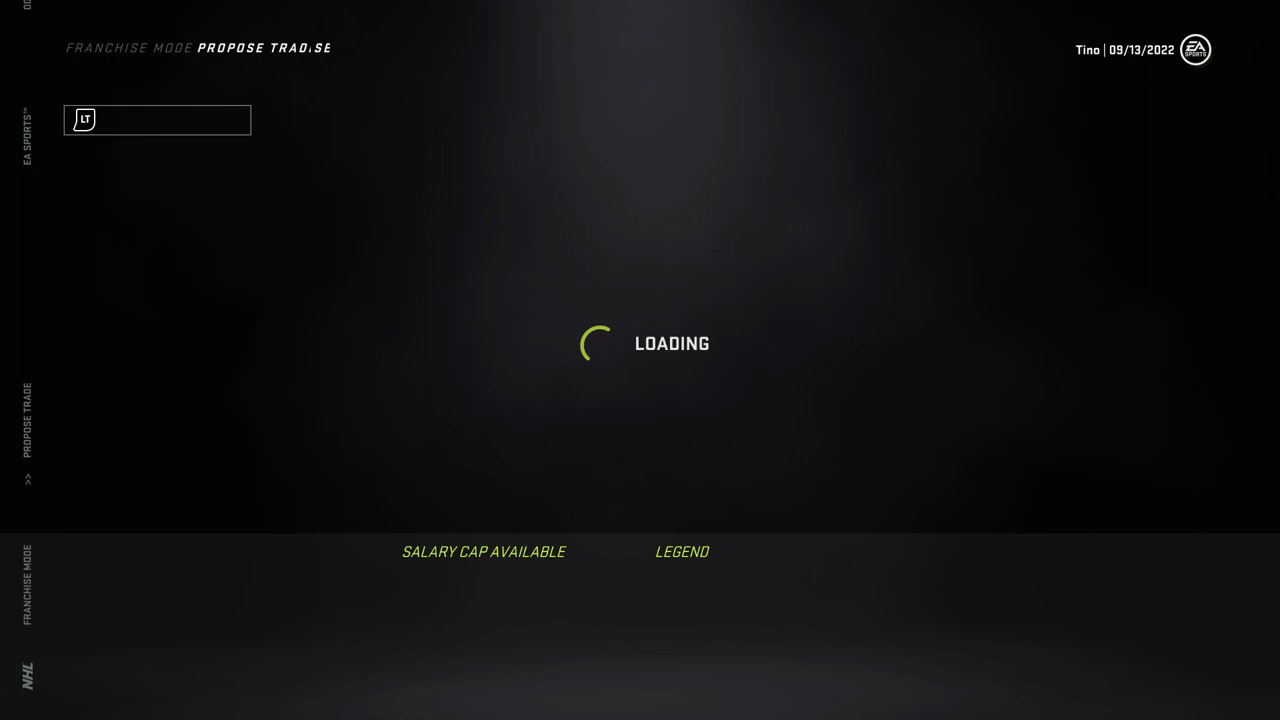 FRANCHISE MODE PROPOSE TRAD
Tino | 09/13/2022
EA SPORTS
LT
EA SPORTS™
PROPOSE TRADE
>>
LOADING
SALARY CAP AVAILABLE
LEGEND
FRANCHISE MODE
NHL